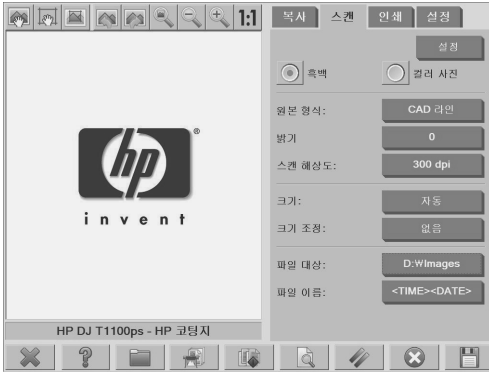 1:1
복사 스캔 인쇄 설정
설정
흑백 컬러 사진
원본 형식: CAD 라인
밝기 0
스캔 해상도: 300 dpi
크기: 자동
크기 조정: 없음
파일 대상: D:₩Images
파일 이름: <TIME><DATE>
hp®
invent
HP DJ T1100ps - HP 코팅지